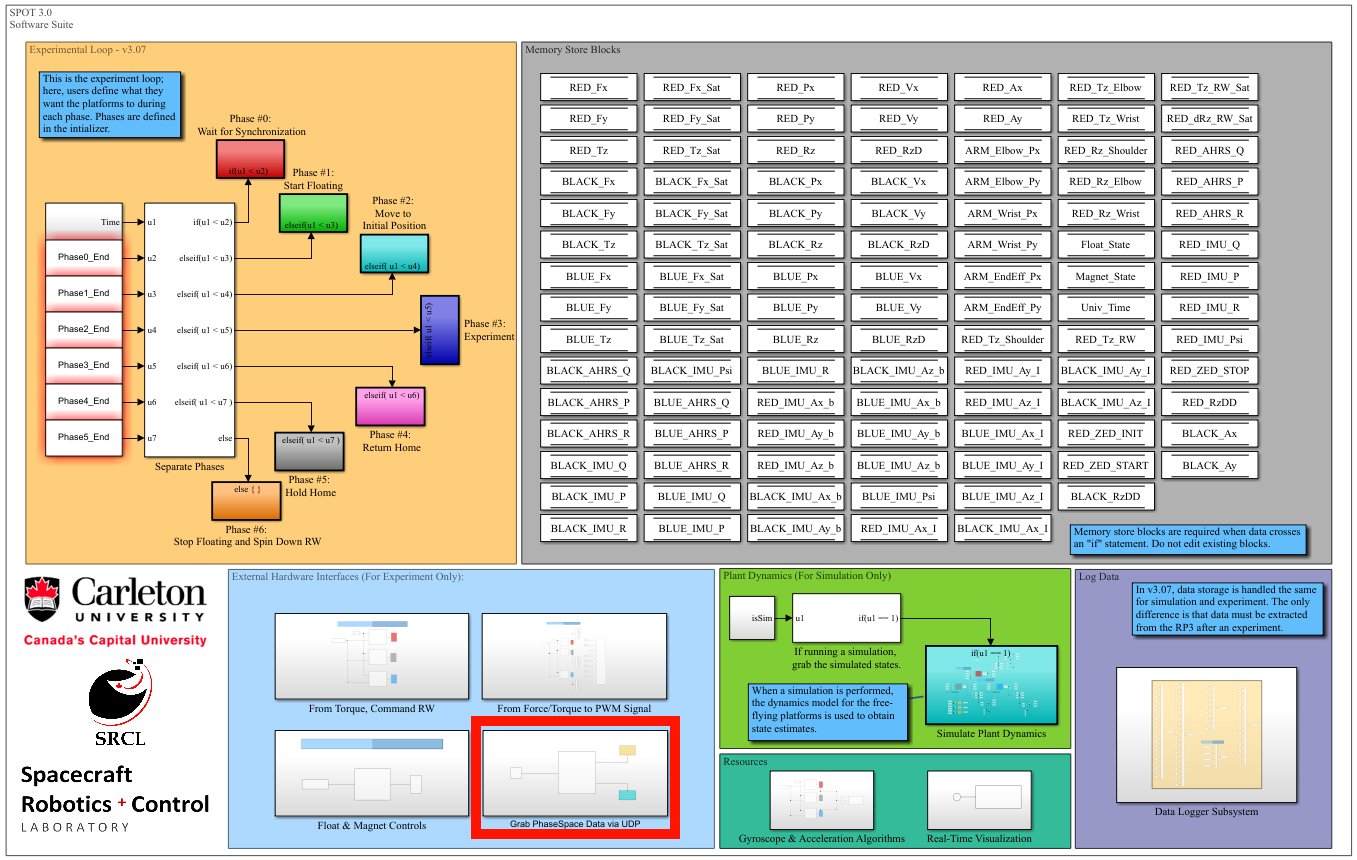 SPOT 3.0
Software Suite
Experimental Loop - v3.07
This is the experiment loop;
here, users define what they
want the platforms to during
each phase. Phases are defined
in the intializer.
Phase #0:
Wait for Synchronization
if(u1 < u2)
Phase #1:
Start Floating
elseif(u1 < u3)
Phase #2:
Move to
Initial Position
elseif( u1 < u4)
Time
Phase0_End
Phase1_End
Phase2_End
Phase3_End
Phase4_End
Phase5_End
u1
u2
u3
u4
u5
u6
u7
if(u1 < u2)
elseif(u1 < u3)
elseif( u1 < u4)
elseif( u1 < u5)
elseif( u1 < u6)
elseif( u1 < u7 )
else
Separate Phases
elseif( u1 < u5)
Phase #3:
Experiment
elseif( u1 < u6)
Phase #4:
Return Home
elseif( u1 < u7 )
Phase #5:
Hold Home
else { }
Phase #6:
Stop Floating and Spin Down RW
Memory Store Blocks
RED_Fx RED_Fx_Sat RED_Px RED_Vx RED_Ax RED_Tz_Elbow RED_Tz_RW_Sat
RED_Fy RED_Fy_Sat RED_Py RED_Vy RED_Ay RED_Tz_Wrist RED_dRz_RW_Sat
RED_Tz RED_Tz_Sat RED_Rz RED_RzD ARM_Elbow_Px RED_Rz_Shoulder RED_AHRS_Q
BLACK_Fx BLACK_Fx_Sat BLACK_Px BLACK_Vx ARM_Elbow_Py RED_Rz_Elbow RED_AHRS_P
BLACK_Fy BLACK_Fy_Sat BLACK_Py BLACK_Vy ARM_Wrist_Px RED_Rz_Wrist RED_AHRS_R
BLACK_Tz BLACK_Tz_Sat BLACK_Rz BLACK_RzD ARM_Wrist_Py Float_State RED_IMU_Q
BLUE_Fx BLUE_Fx_Sat BLUE_Px BLUE_Vx ARM_EndEff_Px Magnet_State RED_IMU_P
BLUE_Fy BLUE_Fy_Sat BLUE_Py BLUE_Vy ARM_EndEff_Py Univ_Time RED_IMU_R
BLUE_Tz BLUE_Tz_Sat BLUE_Rz BLUE_RzD RED_Tz_Shoulder RED_Tz_RW RED_IMU_Psi
BLACK_AHRS_Q BLACK_IMU_Psi BLUE_IMU_R BLACK_IMU_Az_b RED_IMU_Ay_I BLACK_IMU_Ay_I RED_ZED_STOP
BLACK_AHRS_P BLUE_AHRS_Q RED_IMU_Ax_b BLUE_IMU_Ax_b RED_IMU_Az_I BLACK_IMU_Az_I RED_RzDD
BLACK_AHRS_R BLUE_AHRS_P RED_IMU_Ay_b BLUE_IMU_Ay_b BLUE_IMU_Ax_I RED_ZED_INIT BLACK_Ax
BLACK_IMU_Q BLUE_AHRS_R RED_IMU_Az_b BLUE_IMU_Az_b BLUE_IMU_Ay_I RED_ZED_START BLACK_Ay
BLACK_IMU_P BLUE_IMU_Q BLACK_IMU_Ax_b BLUE_IMU_Psi BLUE_IMU_Az_I BLACK_RzDD
BLACK_IMU_R BLUE_IMU_P BLACK_IMU_Ay_b RED_IMU_Ax_I BLACK_IMU_Ax_I
Memory store blocks are required when data crosses
an "if" statement. Do not edit existing blocks.
Carleton
UNIVERSITY
Canada's Capital University
SRCL
Spacecraft
Robotics + Control
LABORATORY
External Hardware Interfaces (For Experiment Only):
From Torque, Command RW
From Force/Torque to PWM Signal
Float & Magnet Controls
Grab PhaseSpace Data via UDP
Plant Dynamics (For Simulation Only)
isSim
u1
if(u1 == 1)
If running a simulation,
grab the simulated states.
if(u1 == 1)
When a simulation is performed,
the dynamics model for the free-
flying platforms is used to obtain
state estimates.
Simulate Plant Dynamics
Resources
Gyroscope & Acceleration Algorithms
Real-Time Visualization
Log Data
In v3.07, data storage is handled the same
for simulation and experiment. The only
difference is that data must be extracted
from the RP3 after an experiment.
Data Logger Subsystem